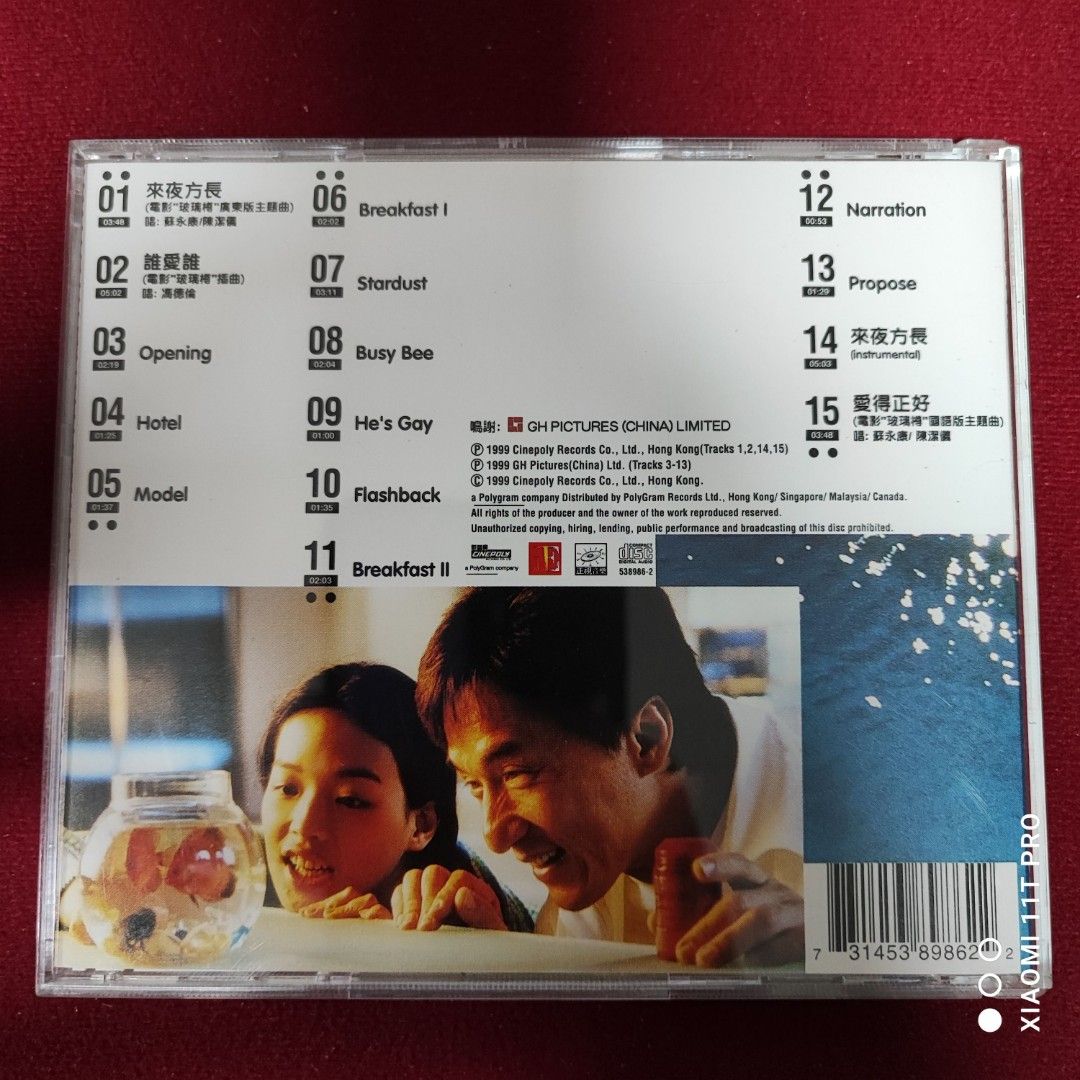 01
03:48
來夜方長
(電影"玻璃樽"廣東版主題曲)
唱: 蘇永康/陳潔儀
02
05:02
誰愛誰
(電影"玻璃樽"插曲)
唱: 馮德倫
03
02:19
Opening
04
01:25
Hotel
05
01:37
Model
06
02:02
Breakfast I
07
03:11
Stardust
08
02:04
Busy Bee
09
01:00
He's Gay
10
01:35
Flashback
11
02:03
Breakfast II
12
00:53
Narration
13
01:29
Propose
14
05:03
來夜方長
(instrumental)
15
03:48
愛得正好
(電影"玻璃樽"國語版主題曲)
唱: 蘇永康/ 陳潔儀
鳴謝: GH PICTURES (CHINA) LIMITED
Ⓟ 1999 Cinepoly Records Co., Ltd., Hong Kong(Tracks 1,2,14,15)
Ⓟ 1999 GH Pictures(China) Ltd. (Tracks 3-13)
Ⓒ 1999 Cinepoly Records Co., Ltd., Hong Kong.
a Polygram company Distributed by PolyGram Records Ltd., Hong Kong/ Singapore/ Malaysia/ Canada.
All rights of the producer and the owner of the work reproduced reserved.
Unauthorized copying, hiring, lending, public performance and broadcasting of this disc prohibited.
CINEPOLY
a PolyGram company
COMPACT
disc
DIGITAL AUDIO
538986-2
7 31453 89862 2
XIAOMI 11T PRO